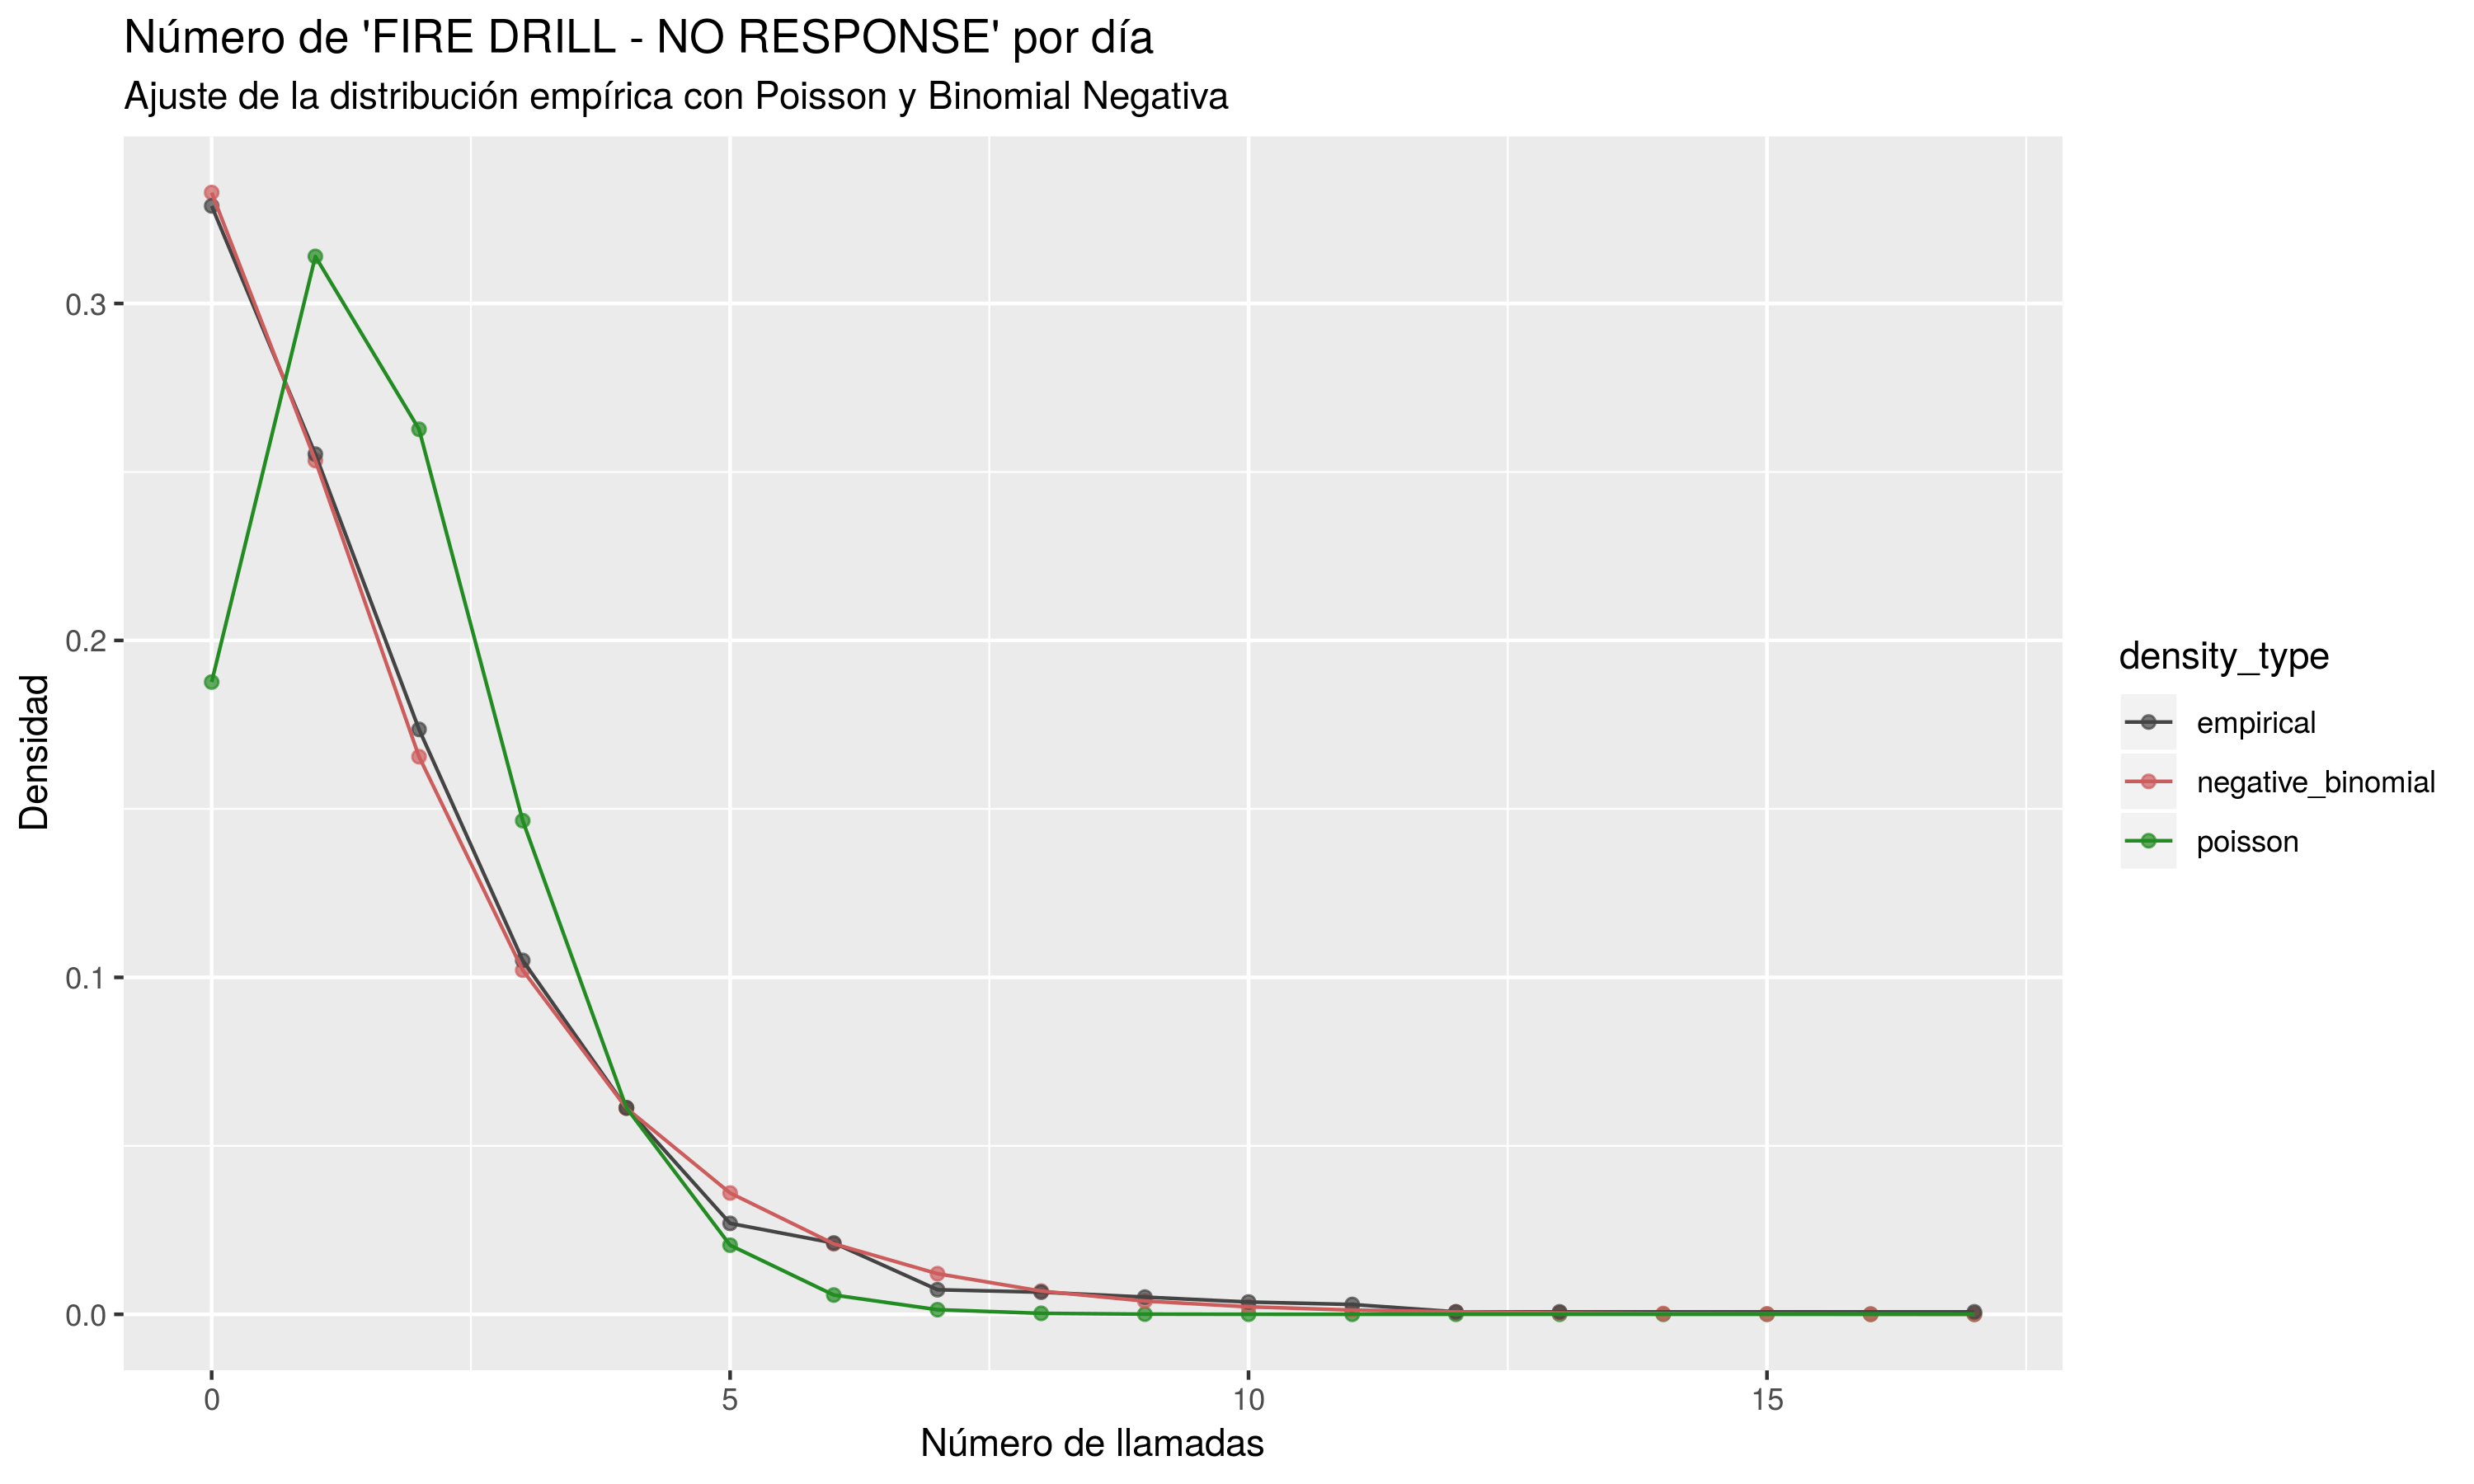 Número de 'FIRE DRILL - NO RESPONSE' por día
Ajuste de la distribución empírica con Poisson y Binomial Negativa
Densidad
0.3
0.2
0.1
0.0
0
5
10
15
Número de llamadas
density_type
empirical
negative_binomial
poisson